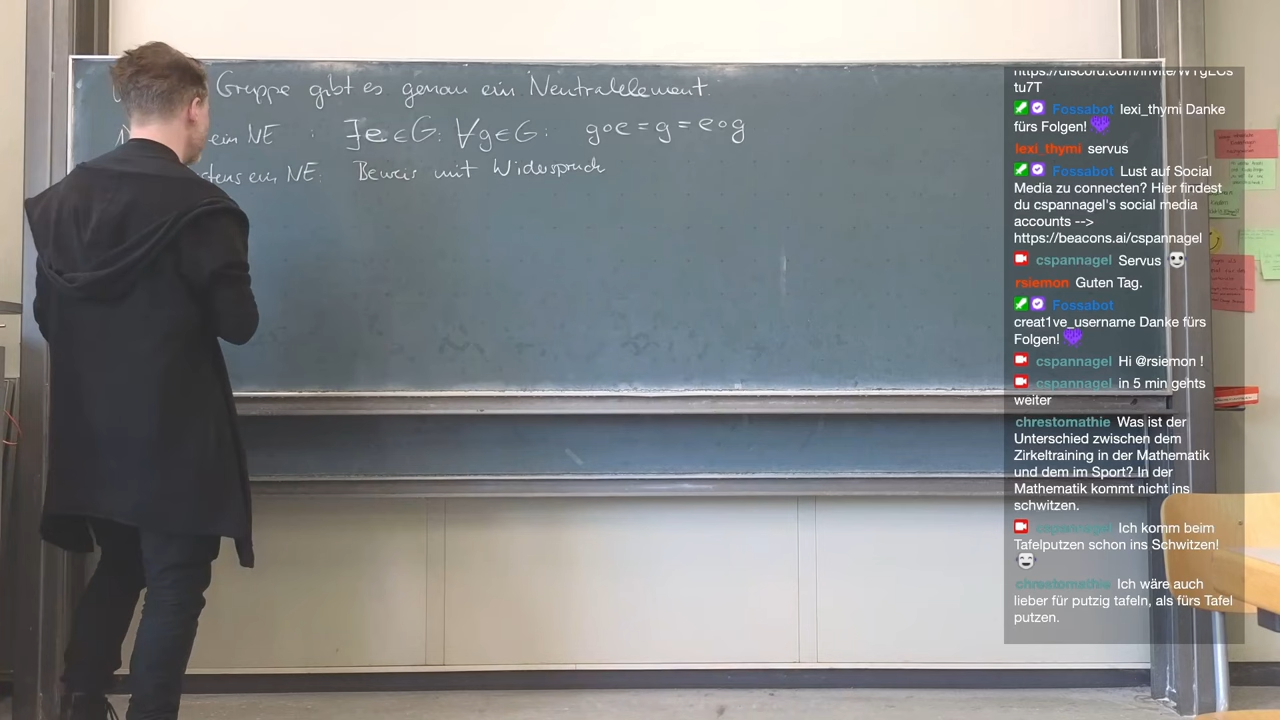 Gruppe gibt es genau ein Neutralelement.
ein NE : ∃e∈G: ∀g∈G: g∘e = g = e∘g
stens ein NE: Beweis mit Widerspruch
tu7T
Fossabot lexi_thymi Danke
fürs Folgen!
lexi_thymi servus
Fossabot Lust auf Social
Media zu connecten? Hier findest
du cspannagel's social media
accounts -->
https://beacons.ai/cspannagel
cspannagel Servus
rsiemon Guten Tag.
Fossabot
creat1ve_username Danke fürs
Folgen!
cspannagel Hi @rsiemon !
cspannagel in 5 min gehts
weiter
chrestomathie Was ist der
Unterschied zwischen dem
Zirkeltraining in der Mathematik
und dem im Sport? In der
Mathematik kommt nicht ins
schwitzen.
cspannagel Ich komm beim
Tafelputzen schon ins Schwitzen!
chrestomathie Ich wäre auch
lieber für putzig tafeln, als fürs Tafel
putzen.